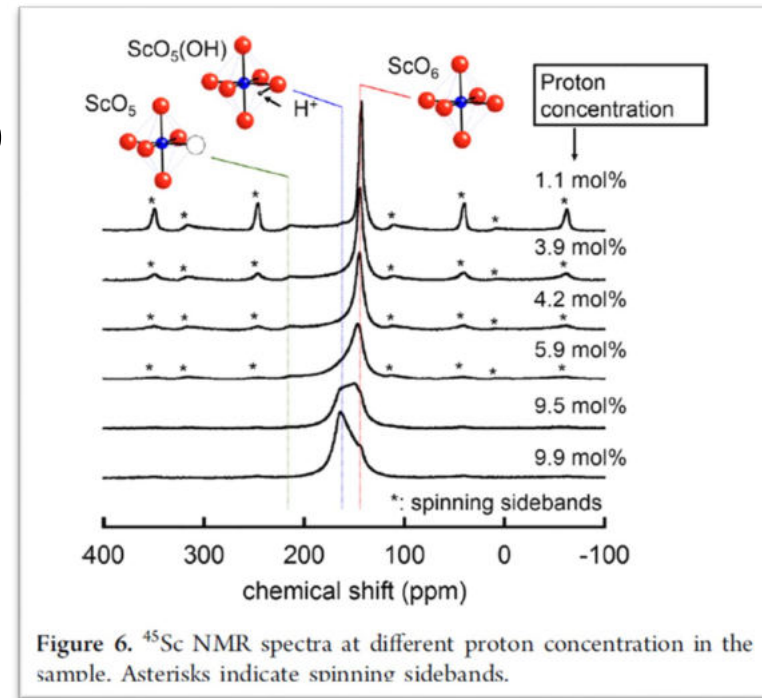 ScO5(OH)
ScO5
H+
ScO6
Proton
concentration
1.1 mol%
3.9 mol%
4.2 mol%
5.9 mol%
9.5 mol%
9.9 mol%
* * * * * * *
* * * * * * *
* * * * * * *
* * * * * * *
*: spinning sidebands
400 300 200 100 0 -100
chemical shift (ppm)
Figure 6. ⁴⁵Sc NMR spectra at different proton concentration in the
sample. Asterisks indicate spinning sidebands.
)